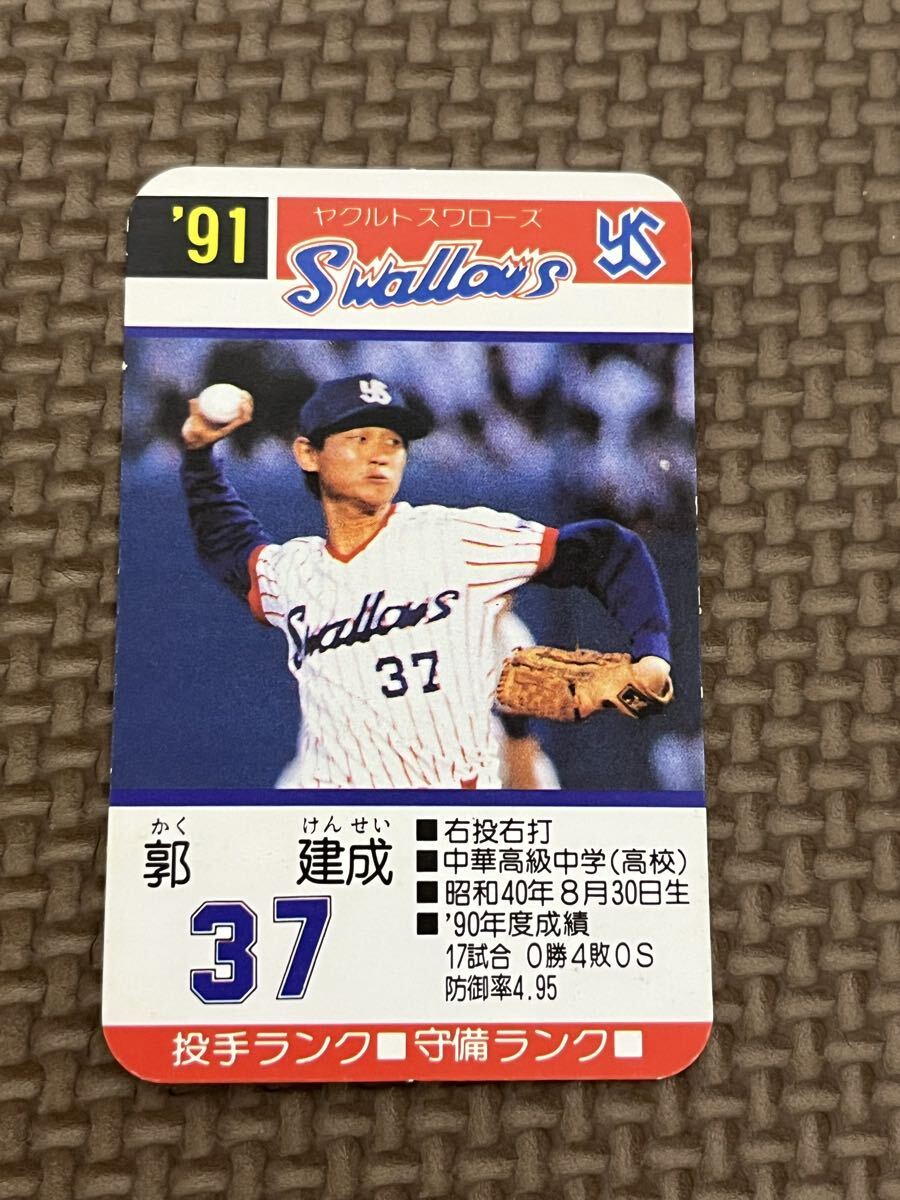 '91
ヤクルトスワローズ
Swallows
YS
YS
Swallows
37
かく けんせい
郭 建成
37
■右投右打
■中華高級中学(高校)
■昭和40年8月30日生
■'90年度成績
17試合 0勝4敗0S
防御率4.95
投手ランク□ 守備ランク□